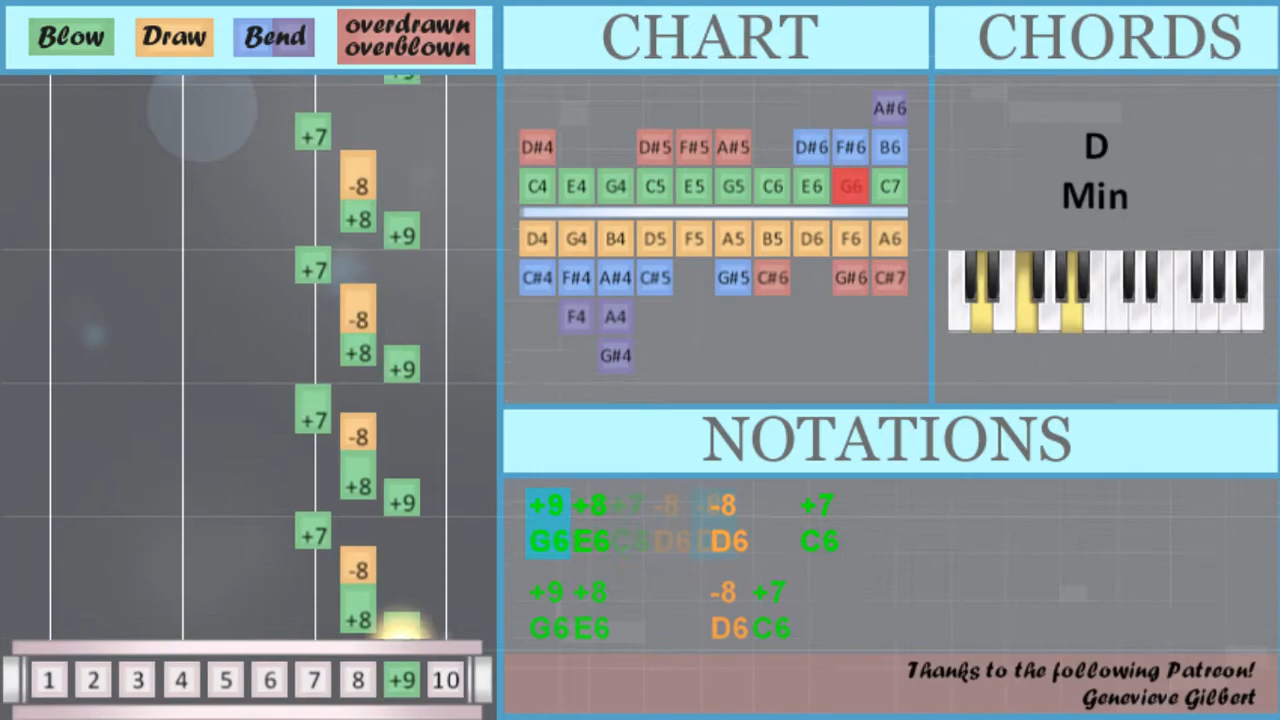 Blow Draw Bend overdrawn
overblown
CHART
CHORDS
+7
-8
+8
+9
+7
-8
+8
+9
+7
-8
+8
+9
+7
-8
+8
1 2 3 4 5 6 7 8 +9 10
A#6
D#4 D#5 F#5 A#5 D#6 F#6 B6
C4 E4 G4 C5 E5 G5 C6 E6 G6 C7
D4 G4 B4 D5 F5 A5 B5 D6 F6 A6
C#4 F#4 A#4 C#5 G#5 C#6 G#6 C#7
F4 A4
G#4
D
Min
NOTATIONS
+9 +8 +7 -8 -8 +7
G6 E6 C6 D6 D6 C6
+9 +8 -8 +7
G6 E6 D6 C6
Thanks to the following Patreon!
Genevieve Gilbert